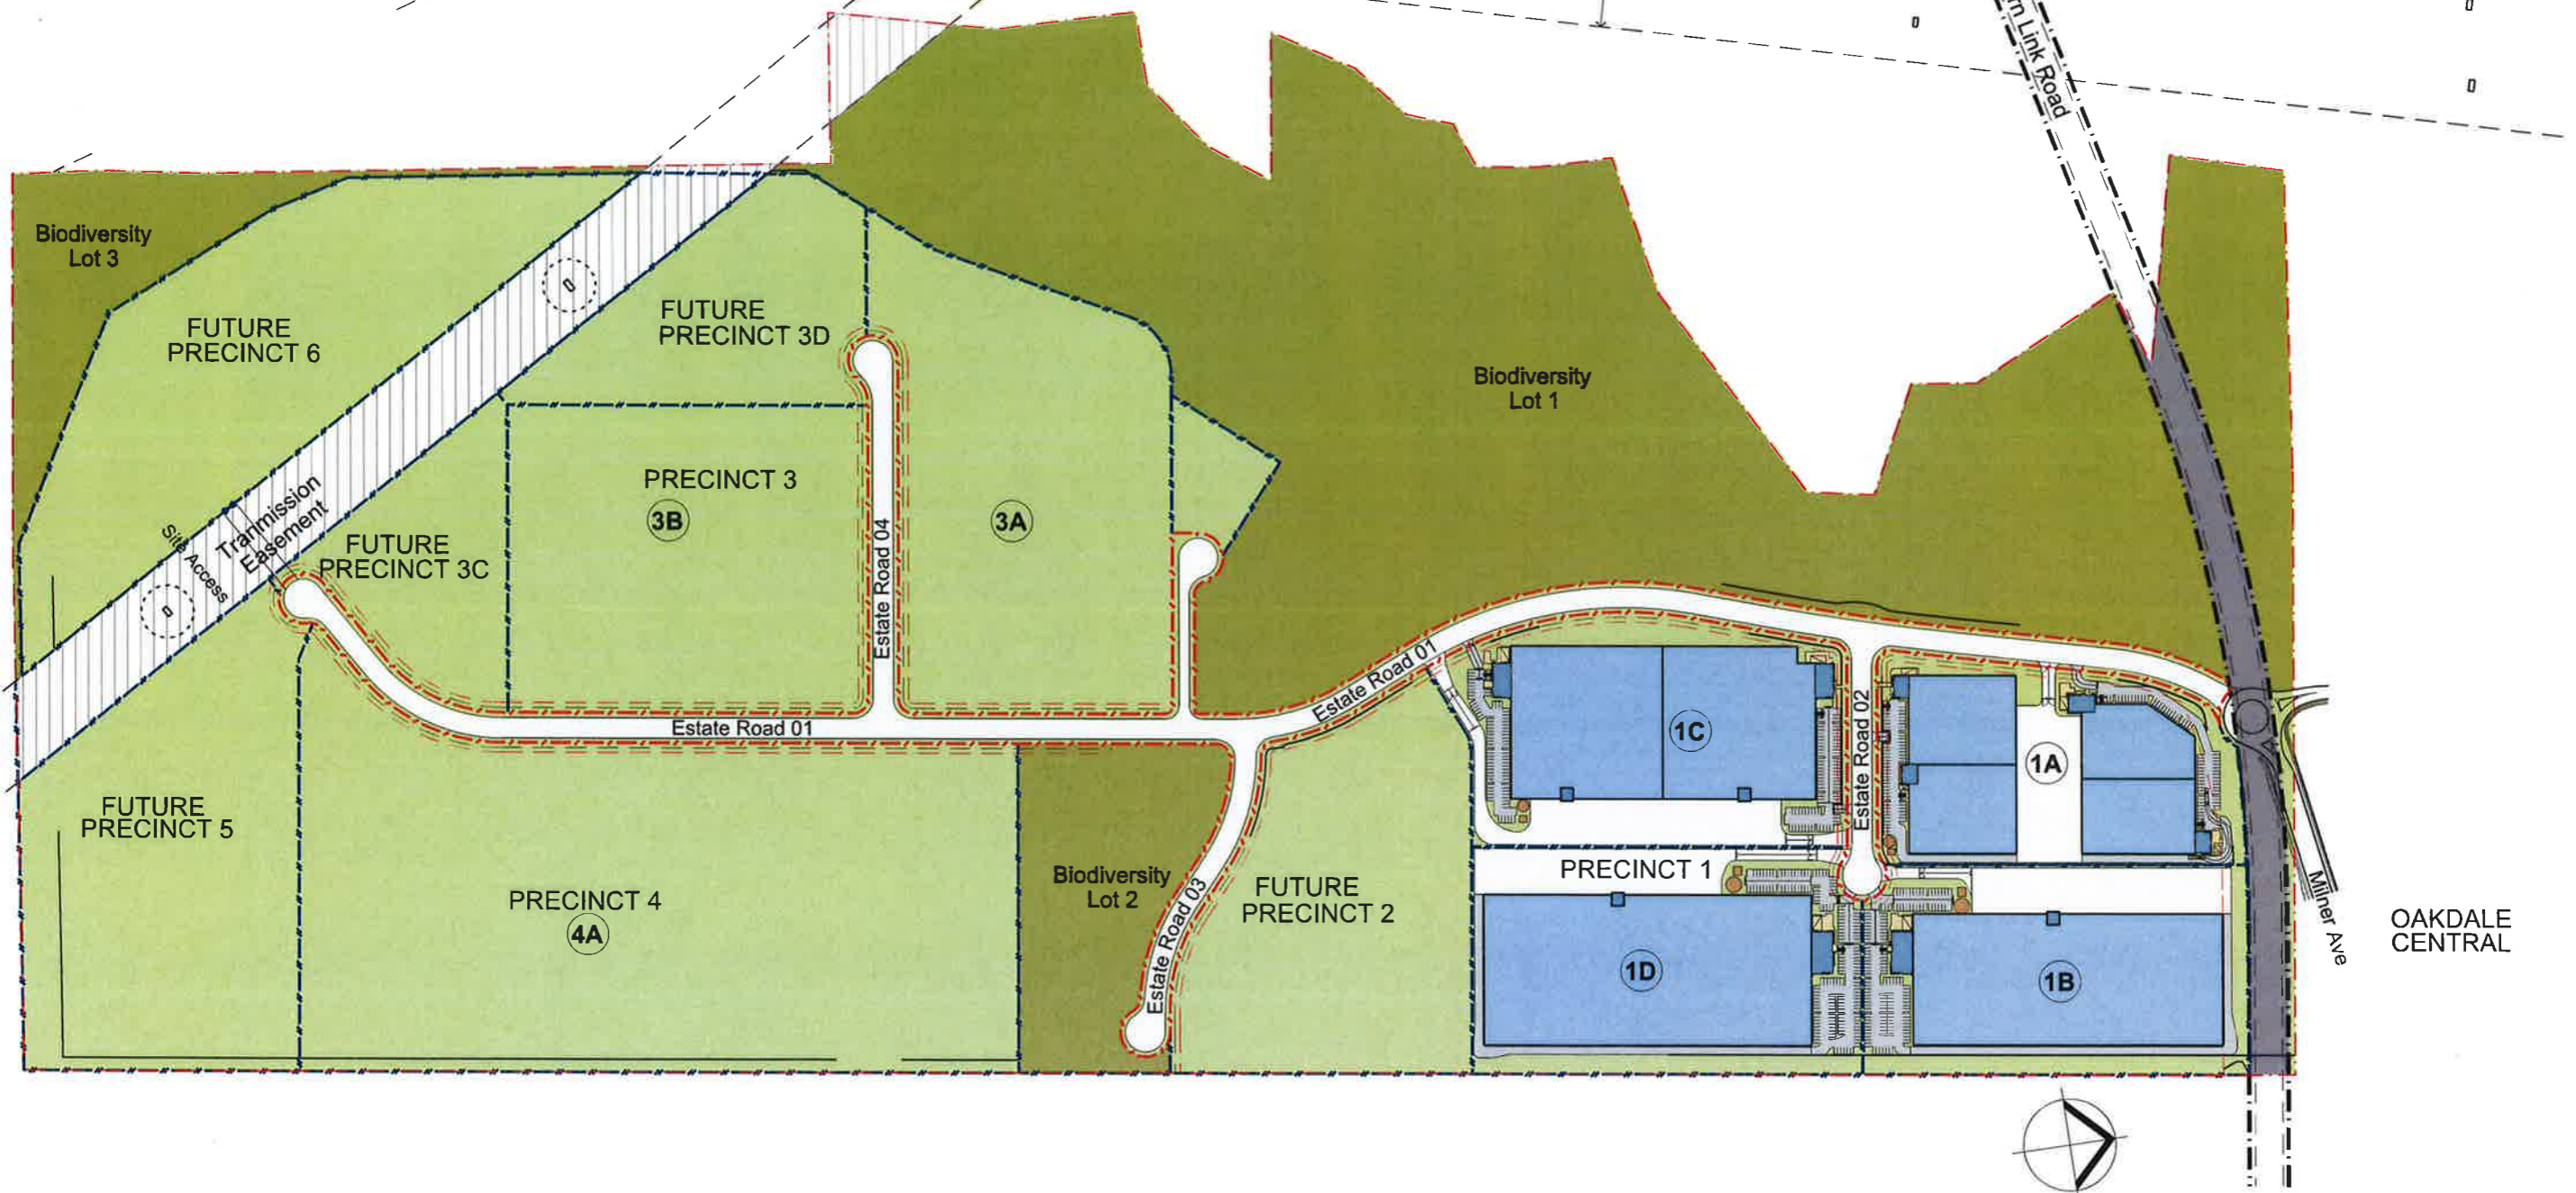 rn Link Road
Biodiversity
Lot 3
FUTURE
PRECINCT 6
FUTURE
PRECINCT 3D
Biodiversity
Lot 1
PRECINCT 3
3B
3A
Tranmission
Easement
Site Access
FUTURE
PRECINCT 3C
Estate Road 04
Estate Road 01
Estate Road 01
1C
Estate Road 02
1A
FUTURE
PRECINCT 5
PRECINCT 4
4A
Biodiversity
Lot 2
Estate Road 03
FUTURE
PRECINCT 2
PRECINCT 1
1D
1B
Milner Ave
OAKDALE
CENTRAL